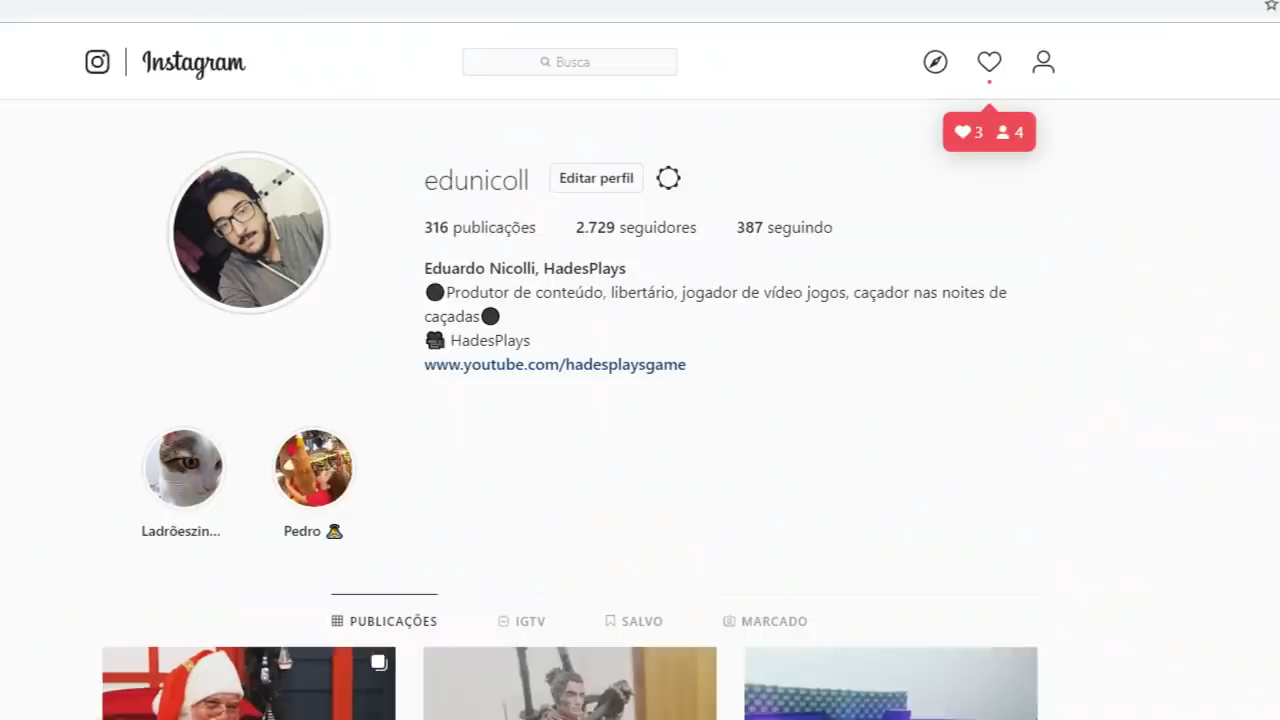 Instagram
Busca
3 4
edunicoll Editar perfil
316 publicações 2.729 seguidores 387 seguindo
Eduardo Nicolli, HadesPlays
⚫Produtor de conteúdo, libertário, jogador de vídeo jogos, caçador nas noites de
caçadas⚫
🎥 HadesPlays
www.youtube.com/hadesplaysgame
Ladrõeszin... Pedro
PUBLICAÇÕES IGTV SALVO MARCADO